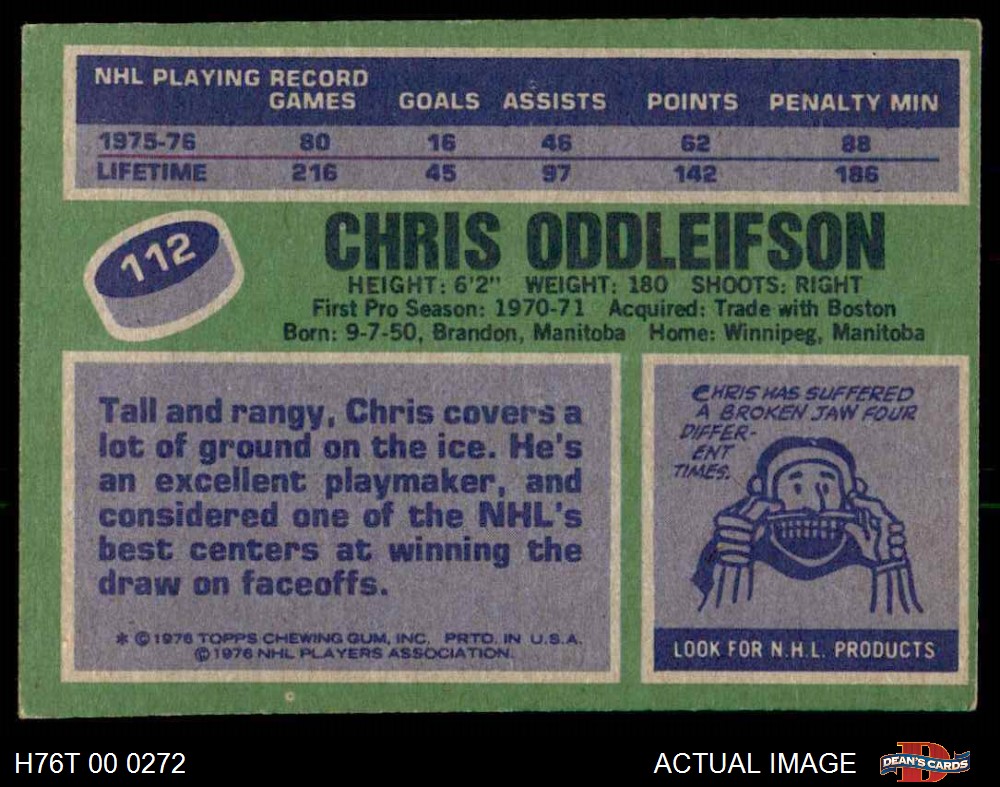 NHL PLAYING RECORD
GAMES GOALS ASSISTS POINTS PENALTY MIN
1975-76 80 16 46 62 88
LIFETIME 216 45 97 142 186
112
CHRIS ODDLEIFSON
HEIGHT: 6'2" WEIGHT: 180 SHOOTS: RIGHT
First Pro Season: 1970-71 Acquired: Trade with Boston
Born: 9-7-50, Brandon, Manitoba Home: Winnipeg, Manitoba
Tall and rangy, Chris covers a
lot of ground on the ice. He's
an excellent playmaker, and
considered one of the NHL's
best centers at winning the
draw on faceoffs.
* © 1976 TOPPS CHEWING GUM, INC. PRTD. IN U.S.A.
© 1976 NHL PLAYERS ASSOCIATION.
CHRIS HAS SUFFERED
A BROKEN JAW FOUR
DIFFER-
ENT
TIMES.
LOOK FOR N.H.L. PRODUCTS
H76T 00 0272
ACTUAL IMAGE
D
DEAN'S CARDS